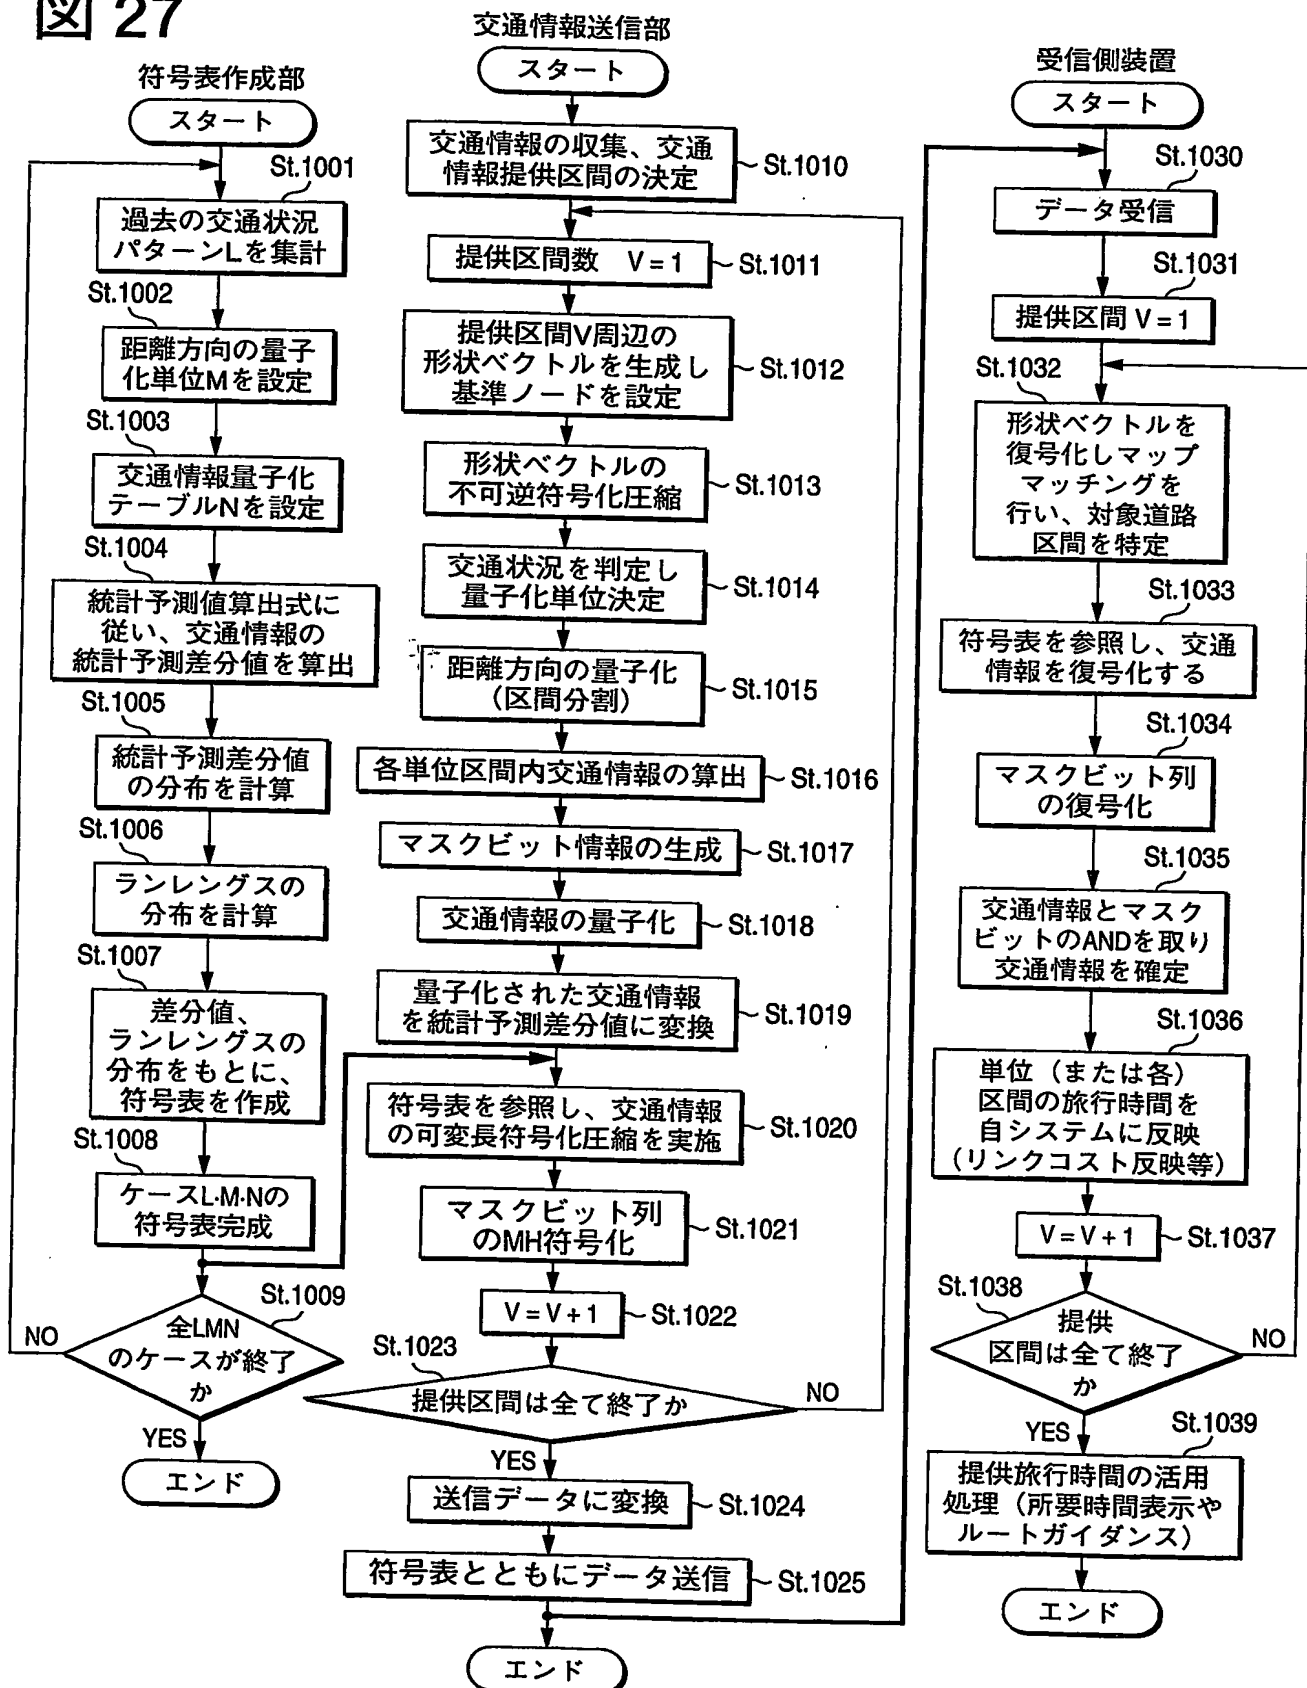 図 27
符号表作成部
スタート
St.1001
過去の交通状況
パターンLを集計
St.1002
距離方向の量子
化単位Mを設定
St.1003
交通情報量子化
テーブルNを設定
St.1004
統計予測値算出式に
従い、交通情報の
統計予測差分値を算出
St.1005
統計予測差分値
の分布を計算
St.1006
ランレングスの
分布を計算
St.1007
差分値、
ランレングスの
分布をもとに、
符号表を作成
St.1008
ケースL·M·Nの
符号表完成
St.1009
全LMN
のケースが終了
か
NO
YES
エンド
交通情報送信部
スタート
交通情報の収集、交通
情報提供区間の決定
St.1010
提供区間数 V=1
St.1011
提供区間V周辺の
形状ベクトルを生成し
基準ノードを設定
St.1012
形状ベクトルの
不可逆符号化圧縮
St.1013
交通状況を判定し
量子化単位決定
St.1014
距離方向の量子化
(区間分割)
St.1015
各単位区間内交通情報の算出
St.1016
マスクビット情報の生成
St.1017
交通情報の量子化
St.1018
量子化された交通情報
を統計予測差分値に変換
St.1019
符号表を参照し、交通情報
の可変長符号化圧縮を実施
St.1020
マスクビット列
のMH符号化
St.1021
V=V+1
St.1022
St.1023
提供区間は全て終了か
NO
YES
送信データに変換
St.1024
符号表とともにデータ送信
St.1025
エンド
受信側装置
スタート
St.1030
データ受信
St.1031
提供区間 V=1
St.1032
形状ベクトルを
復号化しマップ
マッチングを
行い、対象道路
区間を特定
St.1033
符号表を参照し、交通
情報を復号化する
St.1034
マスクビット列
の復号化
St.1035
交通情報とマスク
ビットのANDを取り
交通情報を確定
St.1036
単位(または各)
区間の旅行時間を
自システムに反映
(リンクコスト反映等)
V=V+1
St.1037
St.1038
提供
区間は全て終了
か
NO
YES
St.1039
提供旅行時間の活用
処理(所要時間表示や
ルートガイダンス)
エンド